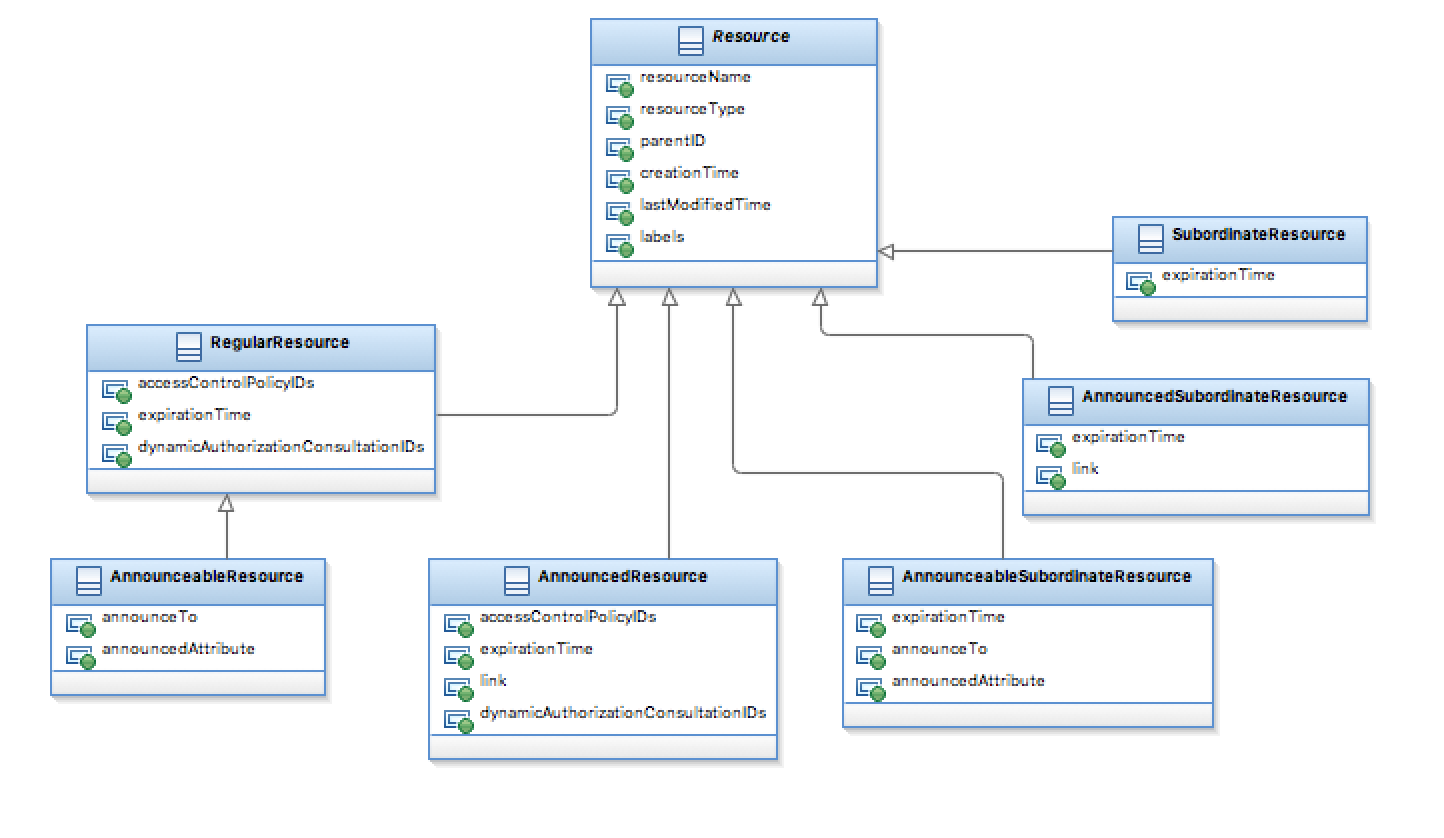 Resource
resourceName
resourceType
parentID
creationTime
lastModifiedTime
labels
SubordinateResource
expirationTime
RegularResource
accessControlPolicyIDs
expirationTime
dynamicAuthorizationConsultationIDs
AnnouncedSubordinateResource
expirationTime
link
AnnounceableResource
announceTo
announcedAttribute
AnnouncedResource
accessControlPolicyIDs
expirationTime
link
dynamicAuthorizationConsultationIDs
AnnounceableSubordinateResource
expirationTime
announceTo
announcedAttribute